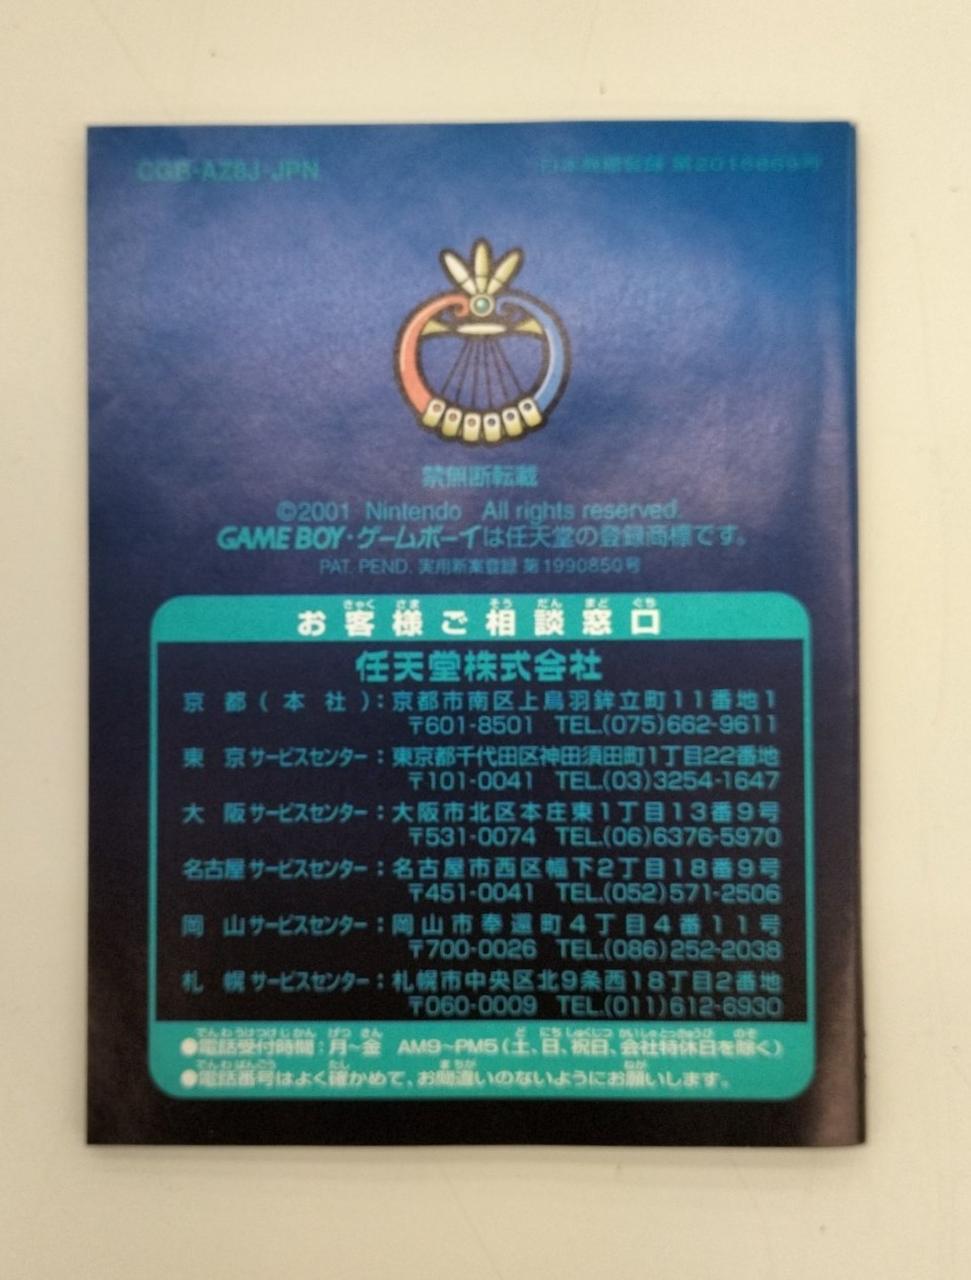 CGB-AZ8J-JPN
日本意匠登録 第2016869号
禁無断転載
©2001 Nintendo All rights reserved.
GAME BOY・ゲームボーイは任天堂の登録商標です。
PAT. PEND. 実用新案登録 第1990850号
お客様ご相談窓口
任天堂株式会社
京都(本社):京都市南区上鳥羽鉾立町11番地1
〒601-8501 TEL.(075)662-9611
東京サービスセンター:東京都千代田区神田須田町1丁目22番地
〒101-0041 TEL.(03)3254-1647
大阪サービスセンター:大阪市北区本庄東1丁目13番9号
〒531-0074 TEL.(06)6376-5970
名古屋サービスセンター:名古屋市西区幅下2丁目18番9号
〒451-0041 TEL.(052)571-2506
岡山サービスセンター:岡山市奉還町4丁目4番11号
〒700-0026 TEL.(086)252-2038
札幌サービスセンター:札幌市中央区北9条西18丁目2番地
〒060-0009 TEL.(011)612-6930
●電話受付時間:月~金 AM9~PM5(土、日、祝日、会社特休日を除く)
●電話番号はよく確かめて、お間違いのないようにお願いします。